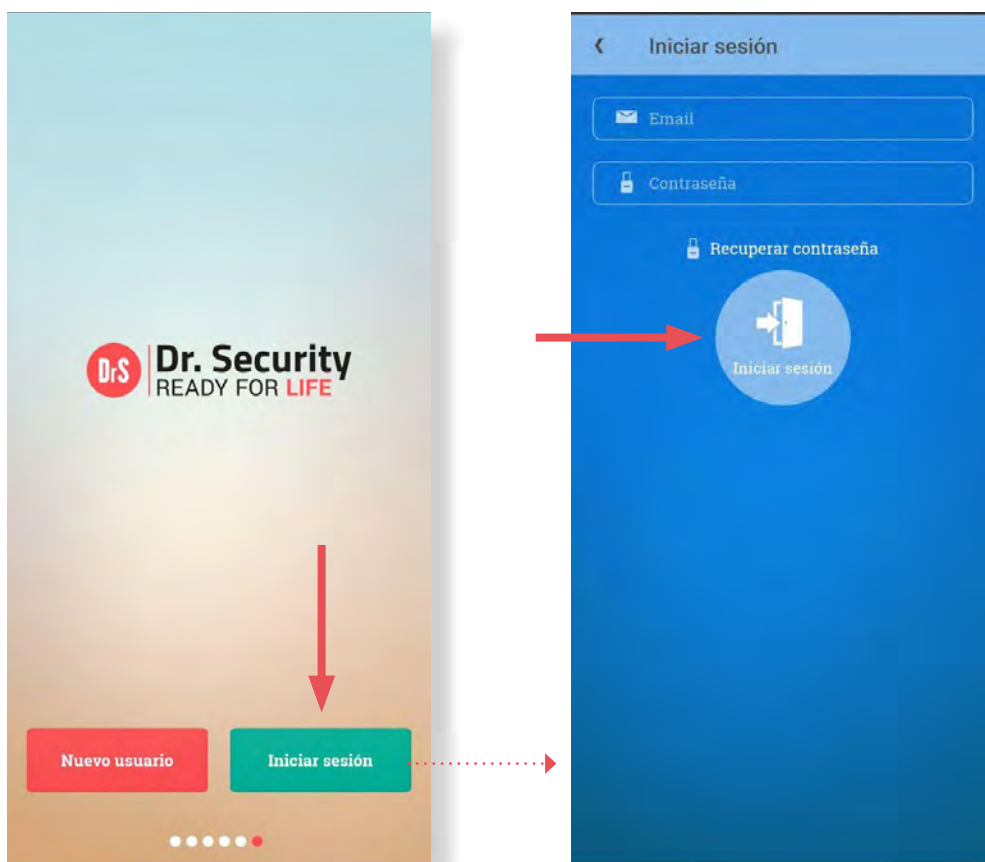 DrS
Dr. Security
READY FOR LIFE
Nuevo usuario
Iniciar sesión
Iniciar sesión
Email
Contraseña
Recuperar contraseña
Iniciar sesión